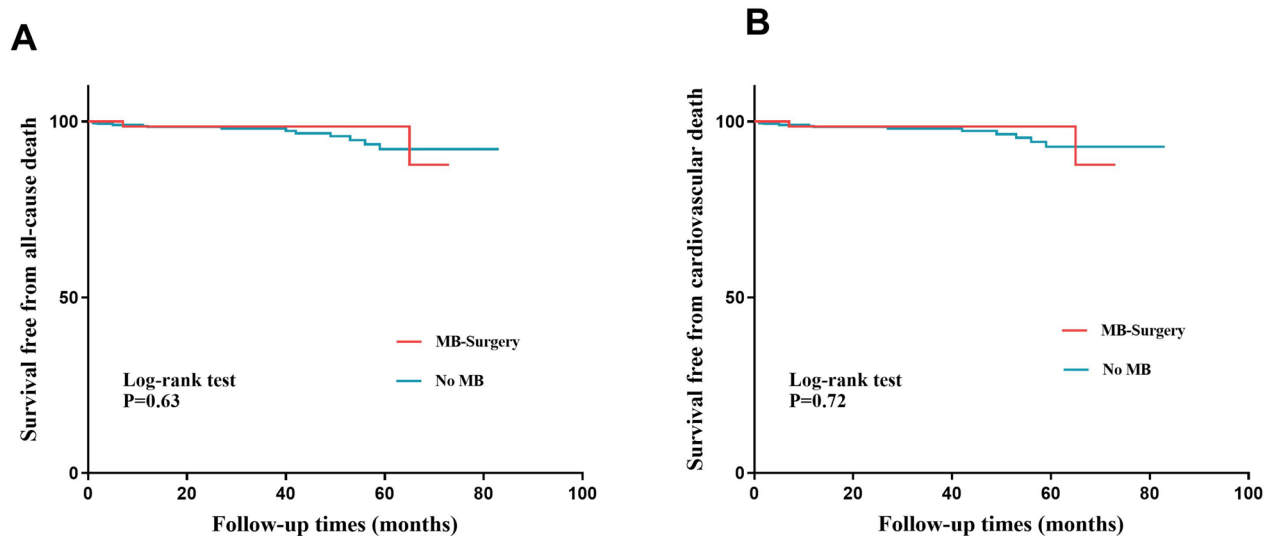 A
Survival free from all-cause death
100
50
0
MB-Surgery
No MB
Log-rank test
P=0.63
0 20 40 60 80 100
Follow-up times (months)
B
Survival free from cardiovascular death
100
50
0
MB-Surgery
No MB
Log-rank test
P=0.72
0 20 40 60 80 100
Follow-up times (months)